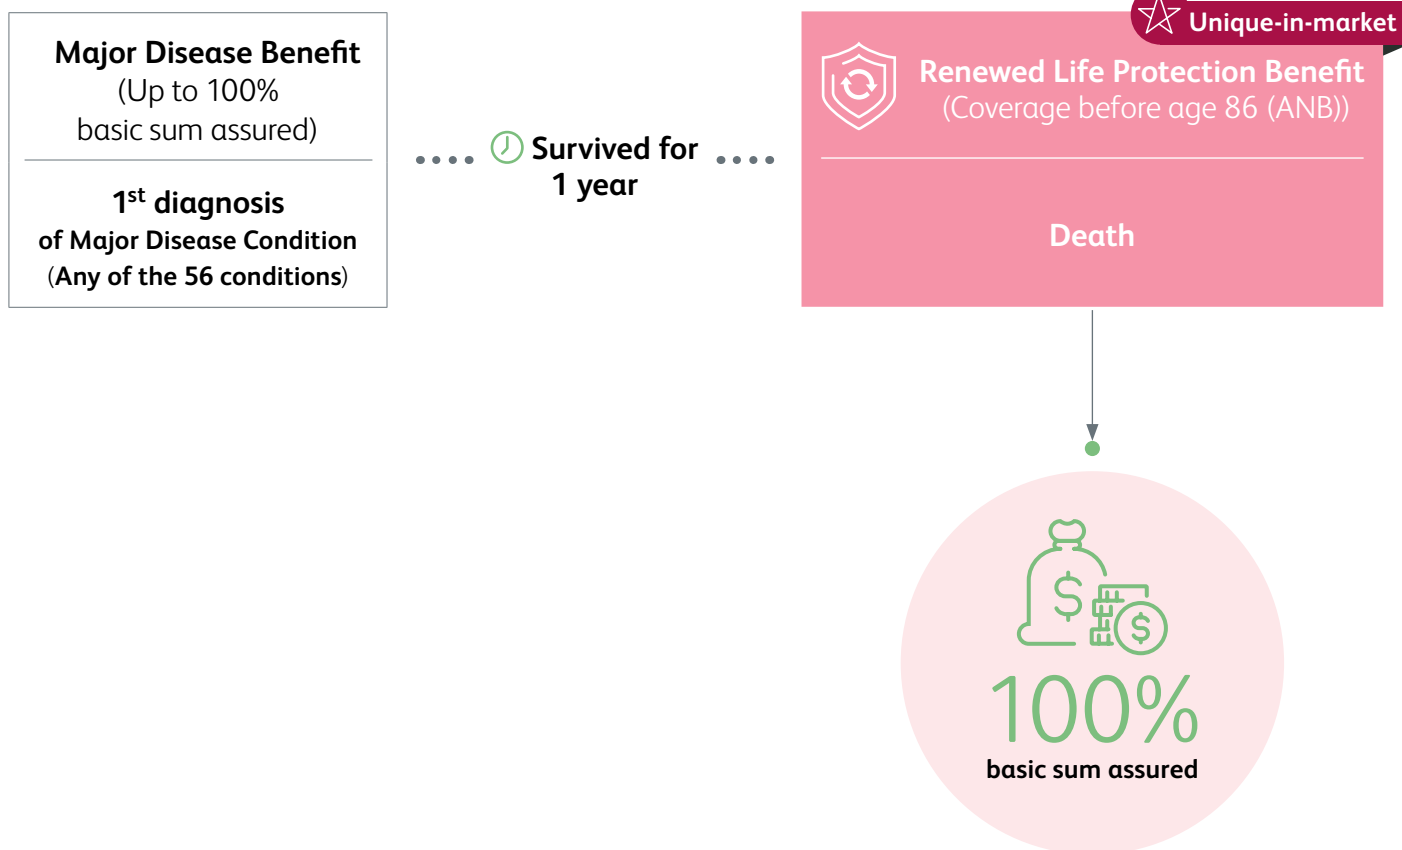 Major Disease Benefit
(Up to 100%
basic sum assured)
1st diagnosis
of Major Disease Condition
(Any of the 56 conditions)
Survived for
1 year
Unique-in-market
Renewed Life Protection Benefit
(Coverage before age 86 (ANB))
Death
$
$
100%
basic sum assured